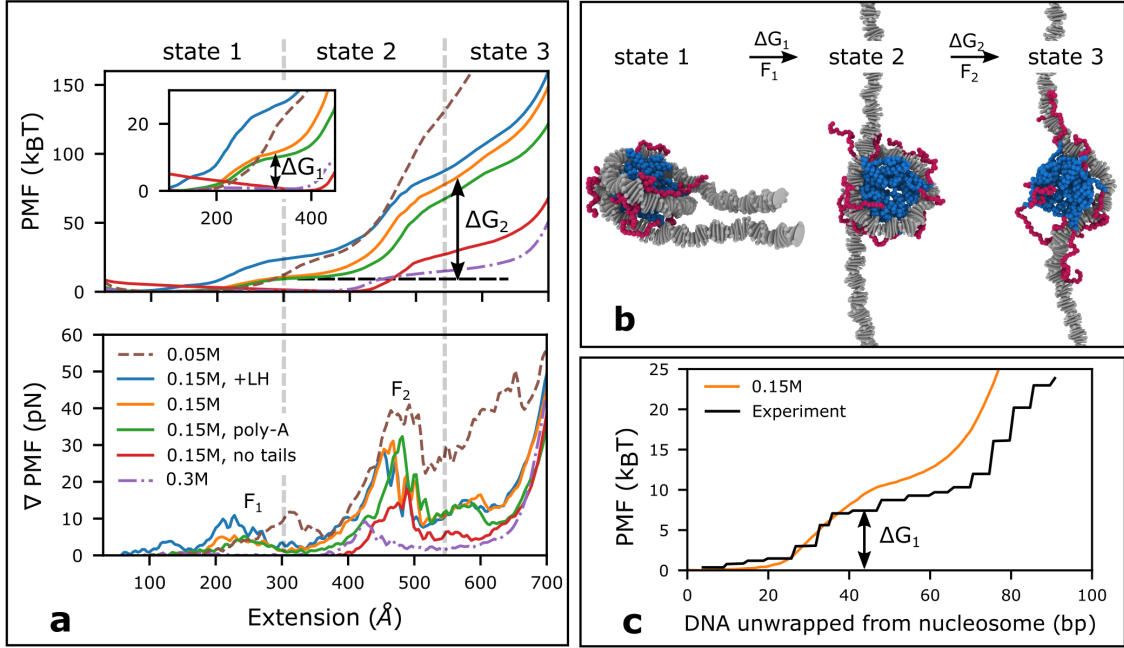 state 1 state 2 state 3
PMF (kBT)
150
100
50
0
20
0
200 400
ΔG1
ΔG2
∇ PMF (pN)
60
50
40
30
20
10
0
0.05M
0.15M, +LH
0.15M
0.15M, poly-A
0.15M, no tails
0.3M
F1
F2
100 200 300 400 500 600 700
Extension (Å)
a
state 1 ΔG1 state 2 ΔG2 state 3
F1 F2
b
PMF (kBT)
25
20
15
10
5
0
0.15M
Experiment
ΔG1
0 20 40 60 80 100
DNA unwrapped from nucleosome (bp)
c